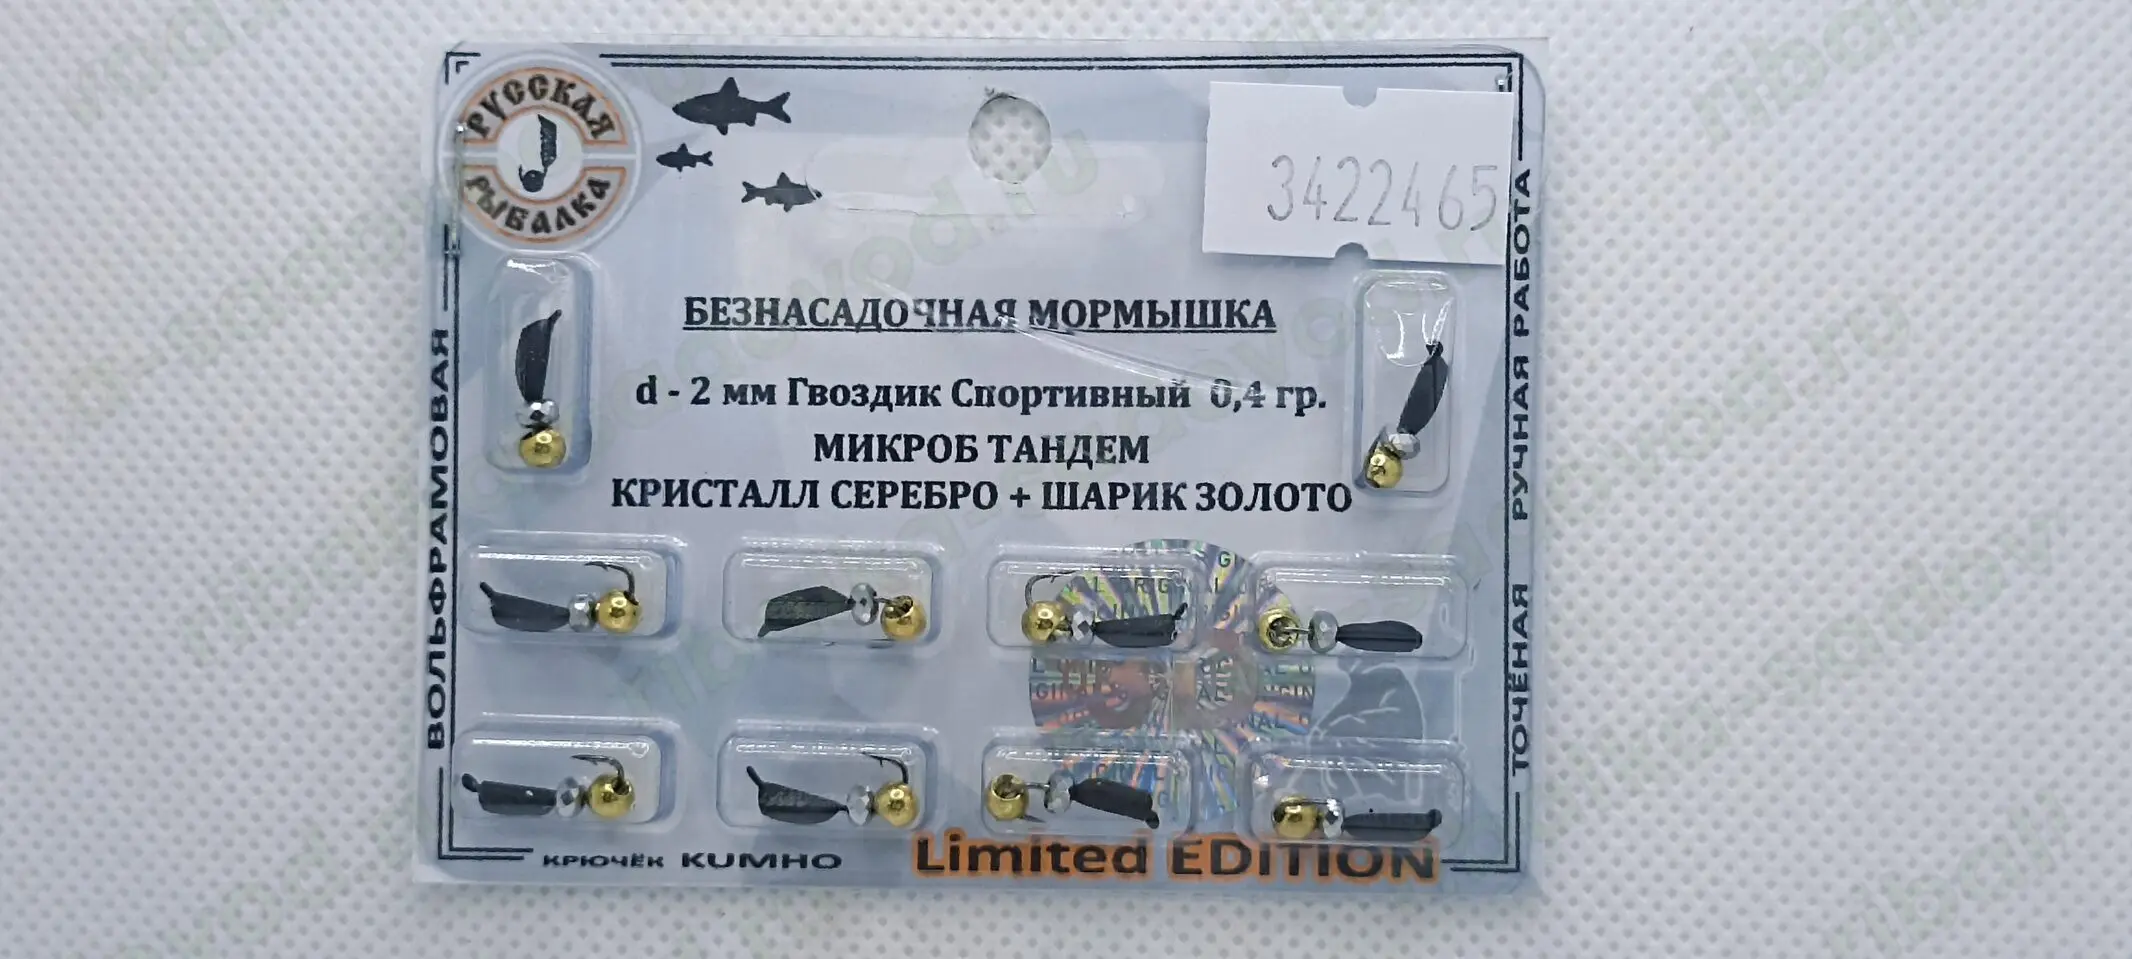 РУССКАЯ
РЫБАЛКА
3422465
БЕЗНАСАДОЧНАЯ МОРМЫШКА
d - 2 мм Гвоздик Спортивный 0,4 гр.
МИКРОБ ТАНДЕМ
КРИСТАЛЛ СЕРЕБРО + ШАРИК ЗОЛОТО
ВОЛЬФРАМОВАЯ
ТОЧЁНАЯ РУЧНАЯ РАБОТА
КРЮЧЁК KUMHO
Limited EDITION